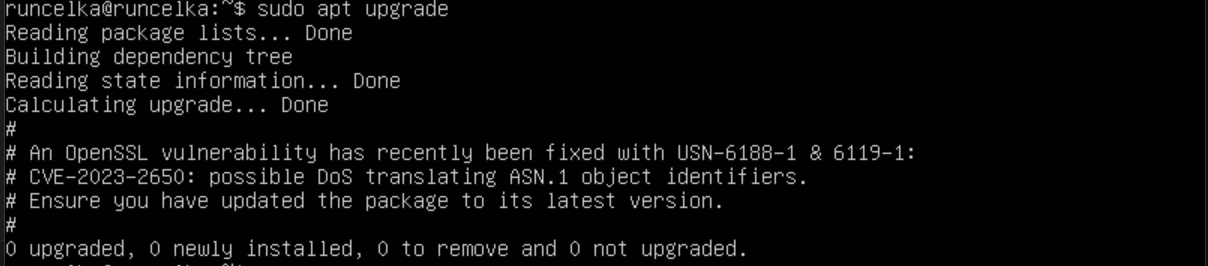 runcelka@runcelka:~$ sudo apt upgrade
Reading package lists... Done
Building dependency tree
Reading state information... Done
Calculating upgrade... Done
#
# An OpenSSL vulnerability has recently been fixed with USN-6188-1 & 6119-1:
# CVE-2023-2650: possible DoS translating ASN.1 object identifiers.
# Ensure you have updated the package to its latest version.
#
0 upgraded, 0 newly installed, 0 to remove and 0 not upgraded.